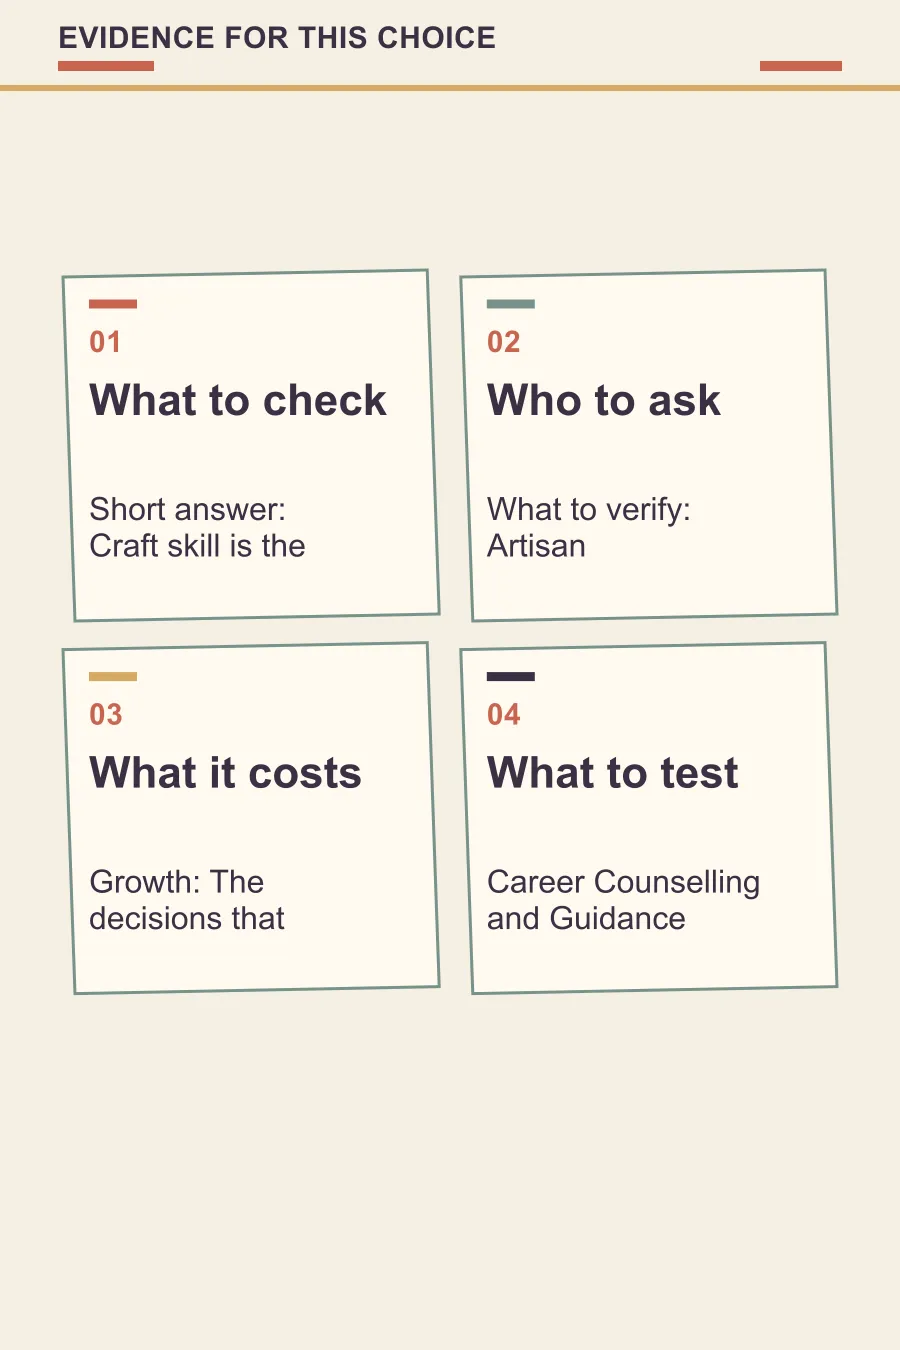 EVIDENCE FOR THIS CHOICE
01
What to check
Short answer:
Craft skill is the
02
Who to ask
What to verify:
Artisan
03
What it costs
Growth: The
decisions that
04
What to test
Career Counselling
and Guidance